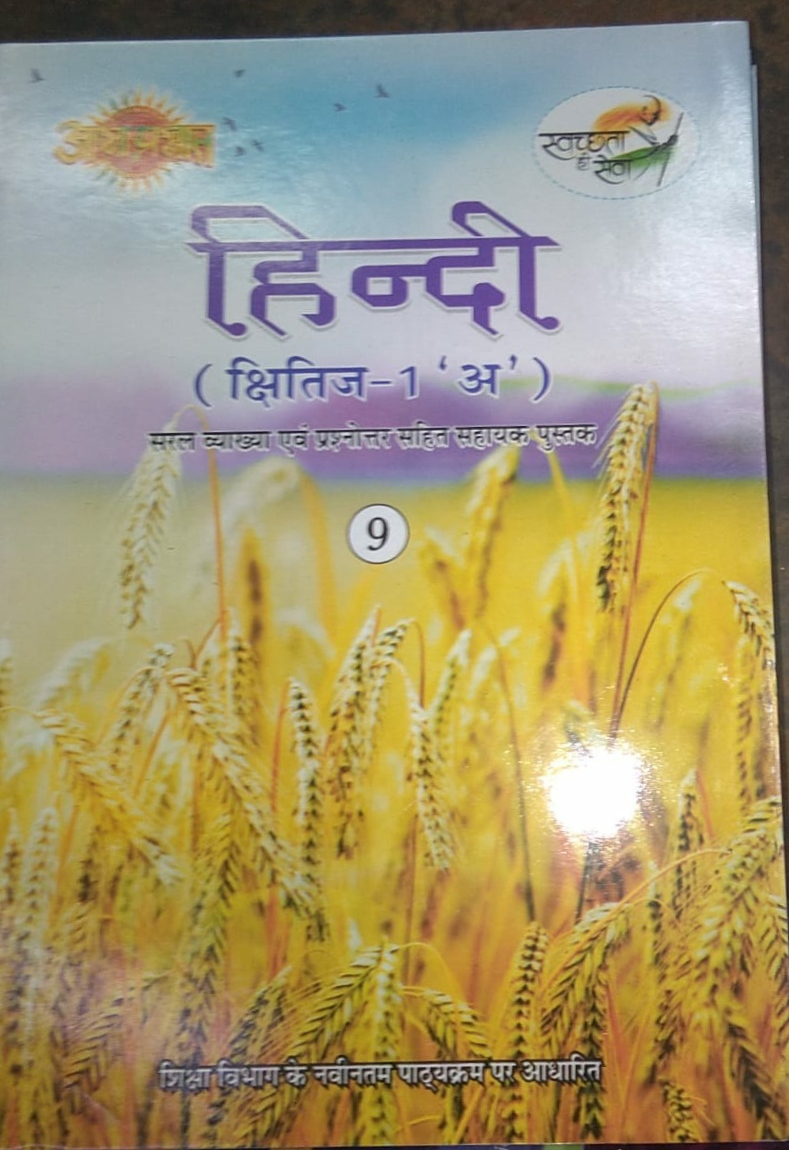 स्वच्छता
ही
सेवा
हिन्दी
( क्षितिज-1 ‘अ’ )
सरल व्याख्या एवं प्रश्नोत्तर सहित सहायक पुस्तक
9
शिक्षा विभाग के नवीनतम पाठ्यक्रम पर आधारित